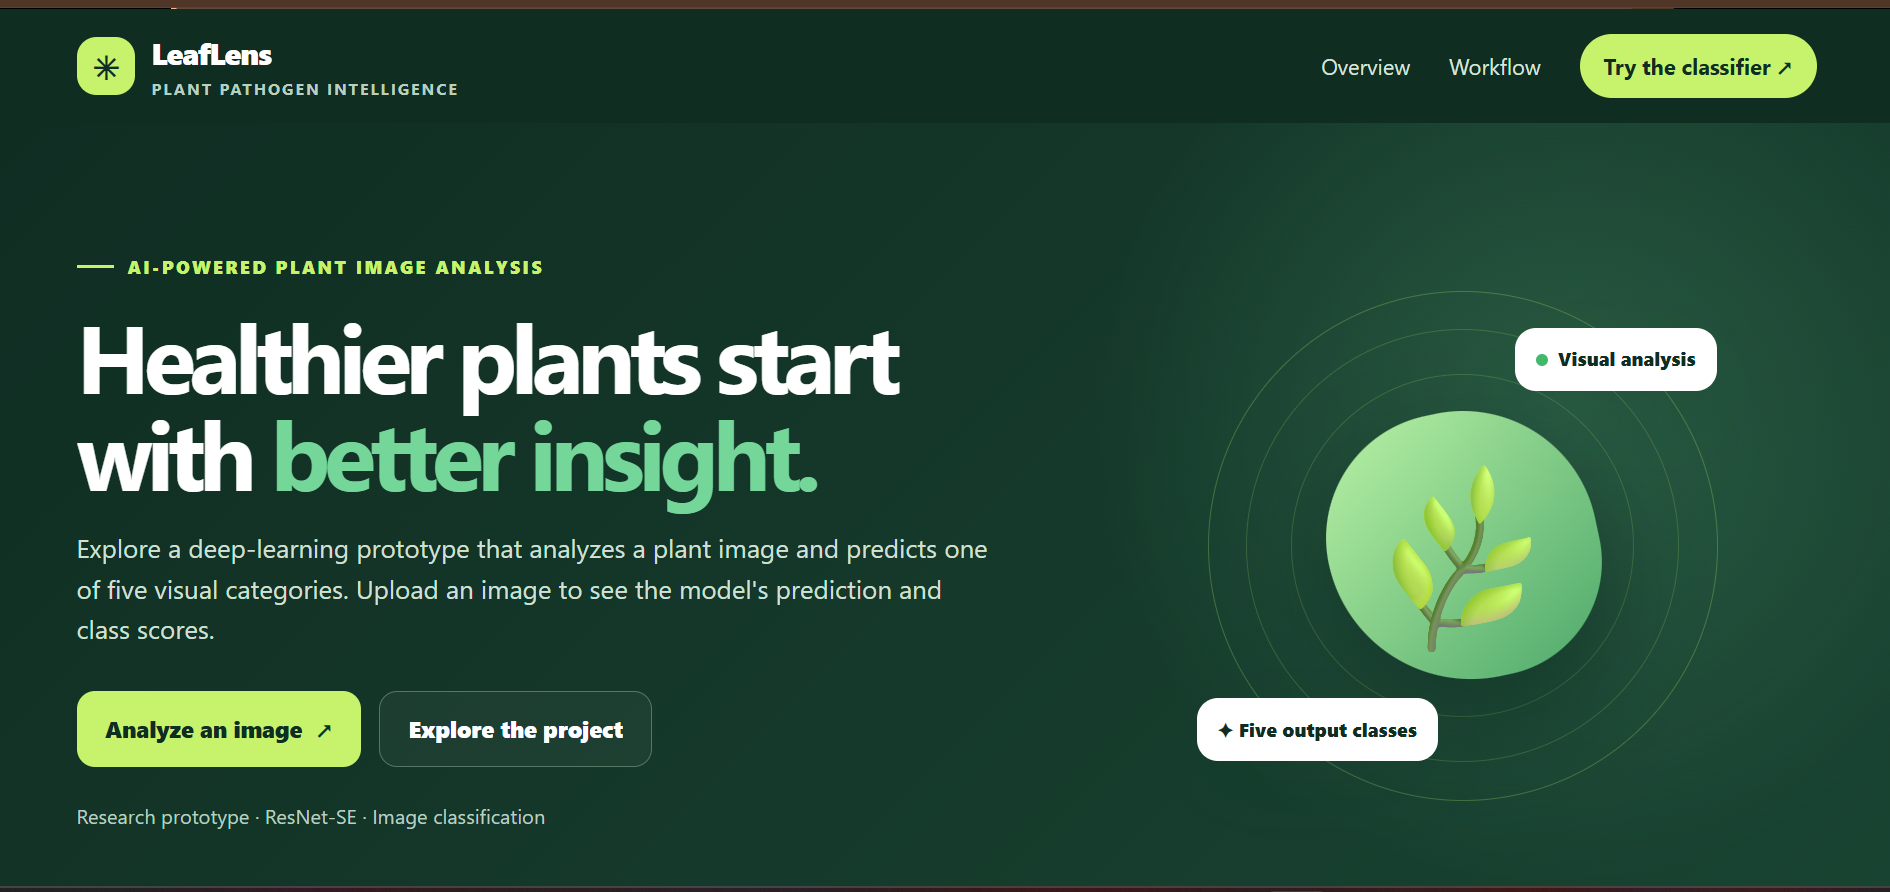 LeafLens
PLANT PATHOGEN INTELLIGENCE
Overview
Workflow
Try the classifier ↗
AI-POWERED PLANT IMAGE ANALYSIS
Healthier plants start
with better insight.
Explore a deep-learning prototype that analyzes a plant image and predicts one
of five visual categories. Upload an image to see the model's prediction and
class scores.
Analyze an image ↗
Explore the project
Research prototype · ResNet-SE · Image classification
Visual analysis
✦ Five output classes